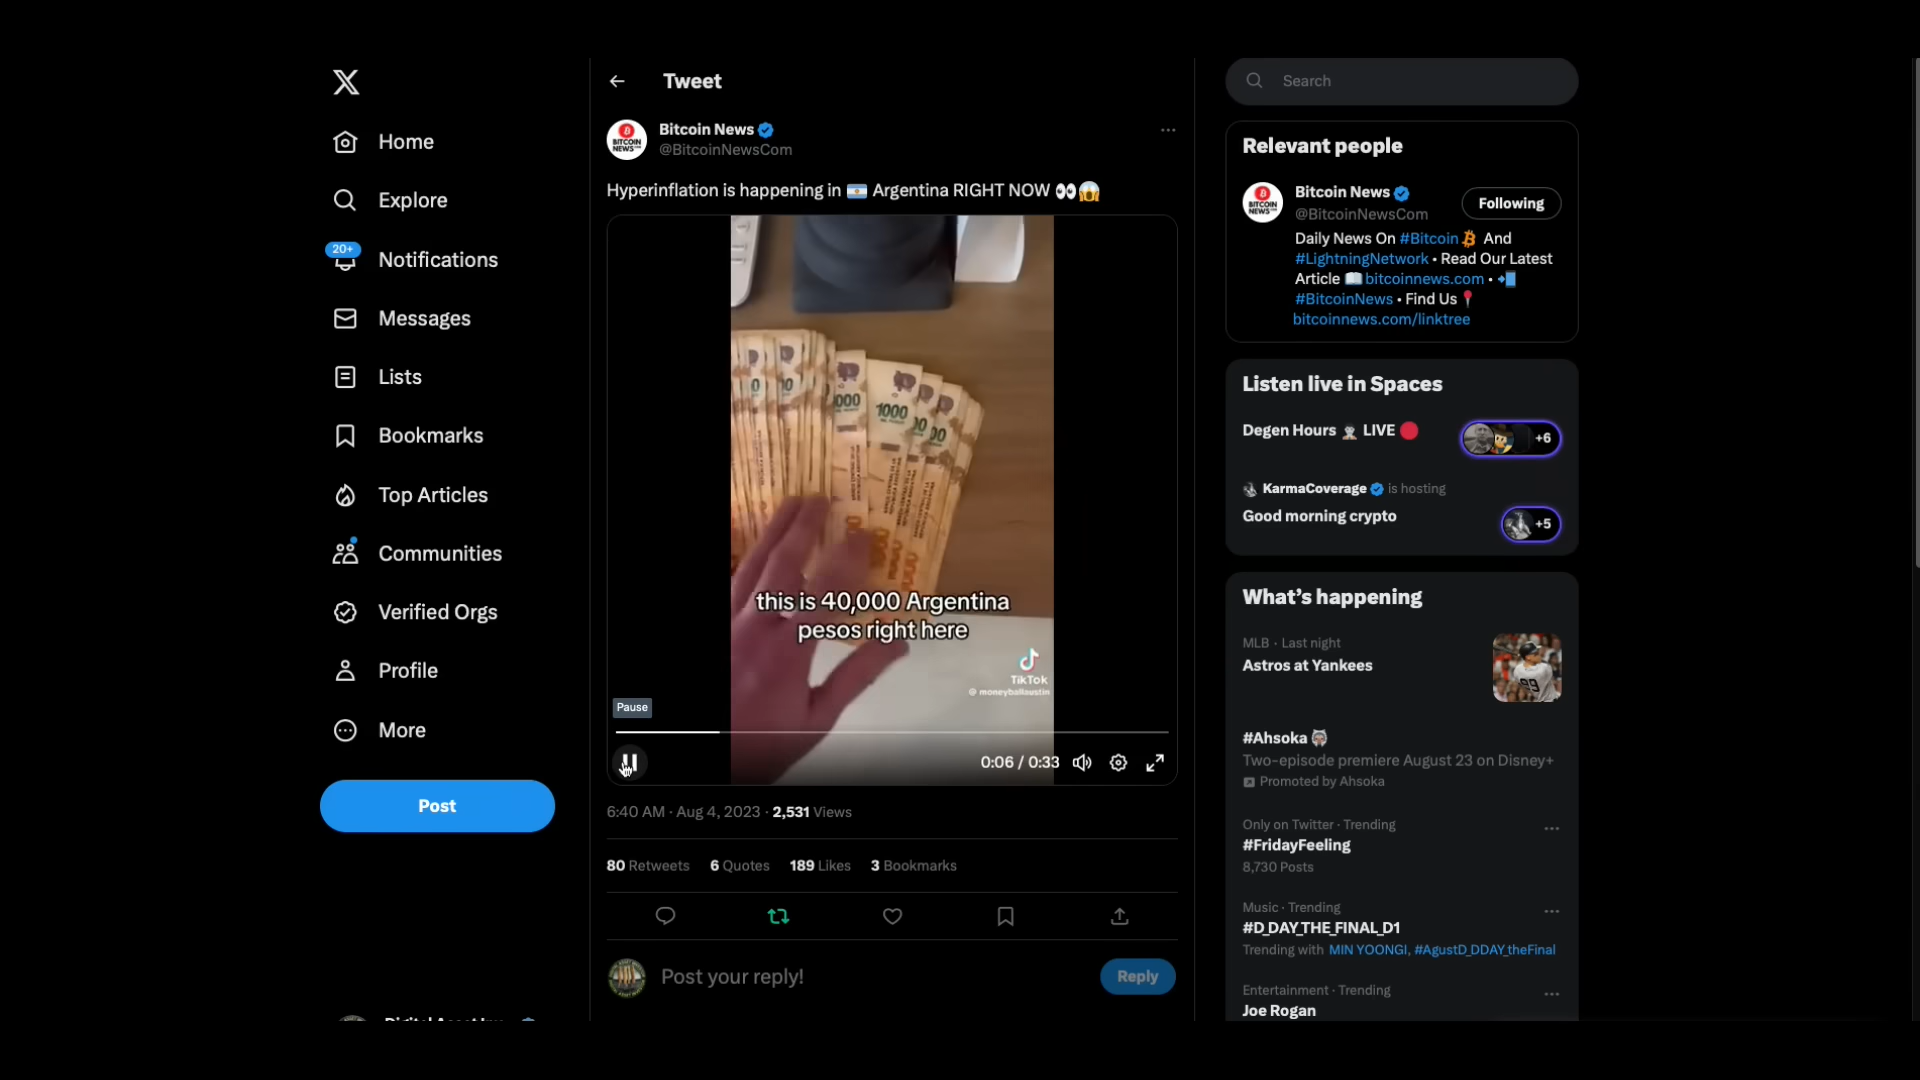 Home
Explore
20+
Notifications
Messages
Lists
Bookmarks
Top Articles
Communities
Verified Orgs
Profile
More
Post
Tweet
Bitcoin News
@BitcoinNewsCom
Hyperinflation is happening in 🇦🇷 Argentina RIGHT NOW 👀😱
1000
this is 40,000 Argentina
pesos right here
TikTok
@ moneyballaustin
Pause
0:06 / 0:33
6:40 AM · Aug 4, 2023 · 2,531 Views
80 Retweets 6 Quotes 189 Likes 3 Bookmarks
Post your reply!
Reply
Search
Relevant people
Bitcoin News
@BitcoinNewsCom
Following
Daily News On #Bitcoin And
#LightningNetwork • Read Our Latest
Article 📖 bitcoinnews.com • 📲
#BitcoinNews • Find Us 📍
bitcoinnews.com/linktree
Listen live in Spaces
Degen Hours LIVE 🔴
+6
KarmaCoverage is hosting
Good morning crypto
+5
What's happening
MLB · Last night
Astros at Yankees
#Ahsoka
Two-episode premiere August 23 on Disney+
Promoted by Ahsoka
Only on Twitter · Trending
#FridayFeeling
8,730 Posts
Music · Trending
#D_DAY_THE_FINAL_D1
Trending with MIN YOONGI, #AgustD_DDAY_theFinal
Entertainment · Trending
Joe Rogan